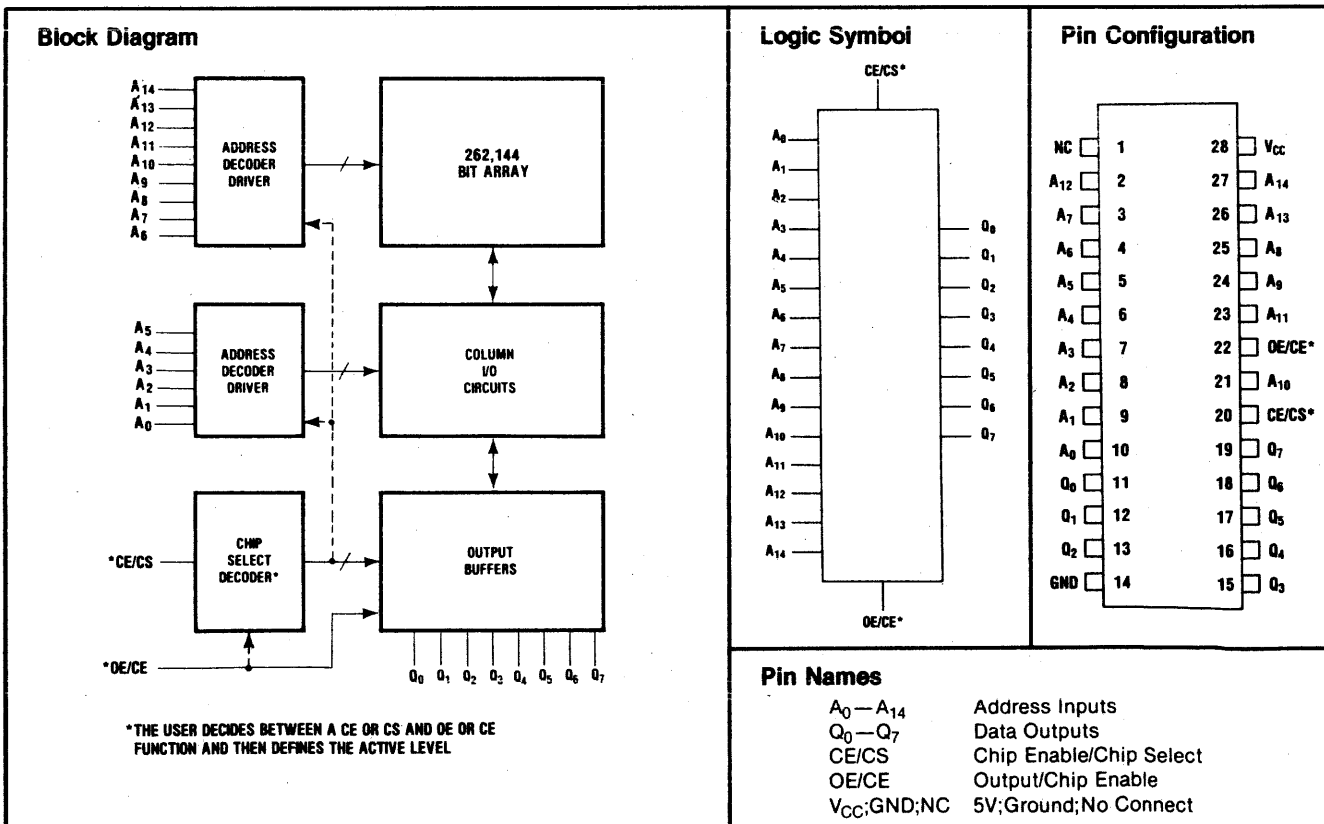 Block Diagram
A14
A13
A12
A11
A10
A9
A8
A7
A6
ADDRESS
DECODER
DRIVER
262,144
BIT ARRAY
A5
A4
A3
A2
A1
A0
ADDRESS
DECODER
DRIVER
COLUMN
I/O
CIRCUITS
*CE/CS
CHIP
SELECT
DECODER*
OUTPUT
BUFFERS
*OE/CE
Q0 Q1 Q2 Q3 Q4 Q5 Q6 Q7
*THE USER DECIDES BETWEEN A CE OR CS AND OE OR CE
FUNCTION AND THEN DEFINES THE ACTIVE LEVEL
Logic Symbol
CE/CS*
A0
A1
A2
A3 Q0
A4 Q1
A5 Q2
A6 Q3
A7 Q4
A8 Q5
A9 Q6
A10 Q7
A11
A12
A13
A14
OE/CE*
Pin Configuration
NC 1 28 VCC
A12 2 27 A14
A7 3 26 A13
A6 4 25 A8
A5 5 24 A9
A4 6 23 A11
A3 7 22 OE/CE*
A2 8 21 A10
A1 9 20 CE/CS*
A0 10 19 Q7
Q0 11 18 Q6
Q1 12 17 Q5
Q2 13 16 Q4
GND 14 15 Q3
Pin Names
A0—A14 Address Inputs
Q0—Q7 Data Outputs
CE/CS Chip Enable/Chip Select
OE/CE Output/Chip Enable
VCC;GND;NC 5V;Ground;No Connect